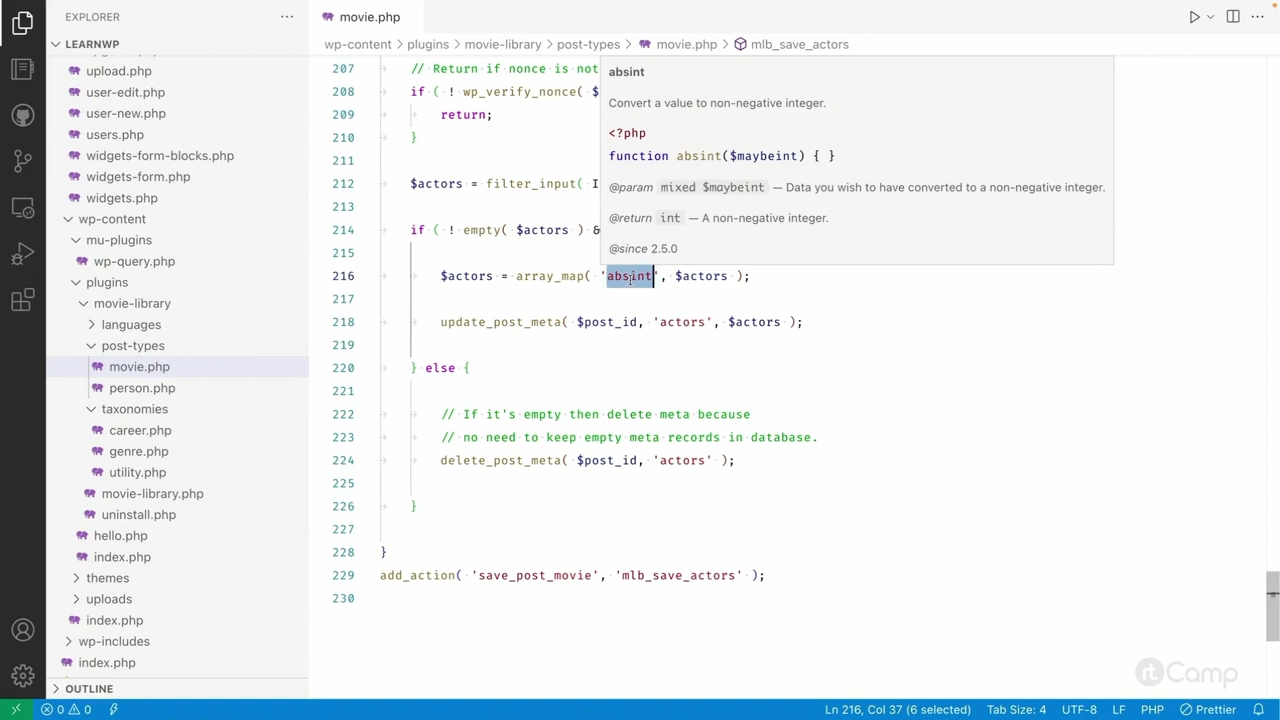 EXPLORER
LEARNWP
upload.php
user-edit.php
user-new.php
users.php
widgets-form-blocks.php
widgets-form.php
widgets.php
wp-content
mu-plugins
wp-query.php
plugins
movie-library
languages
post-types
movie.php
person.php
taxonomies
career.php
genre.php
utility.php
movie-library.php
uninstall.php
hello.php
index.php
themes
uploads
index.php
wp-includes
index.php
OUTLINE
movie.php
wp-content > plugins > movie-library > post-types > movie.php > mlb_save_actors
207 // Return if nonce is not
208 if ( ! wp_verify_nonce( $
209 return;
210 }
211
212 $actors = filter_input( I
213
214 if ( ! empty( $actors ) &
215
216 $actors = array_map( 'absint', $actors );
217
218 update_post_meta( $post_id, 'actors', $actors );
219
220 } else {
221
222 // If it's empty then delete meta because
223 // no need to keep empty meta records in database.
224 delete_post_meta( $post_id, 'actors' );
225
226 }
227
228 }
229 add_action( 'save_post_movie', 'mlb_save_actors' );
230
absint
Convert a value to non-negative integer.
<?php
function absint($maybeint) { }
@param mixed $maybeint — Data you wish to have converted to a non-negative integer.
@return int — A non-negative integer.
@since 2.5.0
rtCamp
0 0
Ln 216, Col 37 (6 selected) Tab Size: 4 UTF-8 LF PHP Prettier